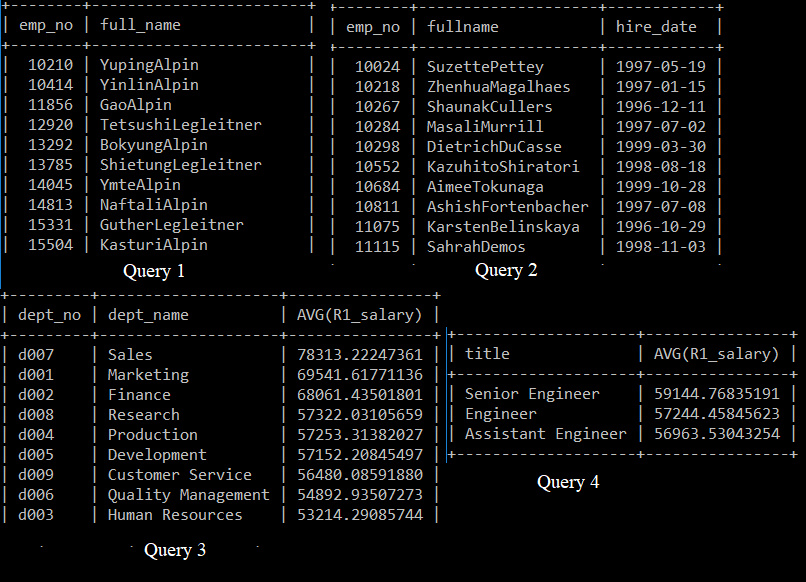 emp_no | full_name
10210 | YupingAlpin
10414 | YinlinAlpin
11856 | GaoAlpin
12920 | TetsushiLegleitner
13292 | BokyungAlpin
13785 | ShietungLegleitner
14045 | YmteAlpin
14813 | NaftaliAlpin
15331 | GutherLegleitner
15504 | KasturiAlpin
Query 1
emp_no | fullname | hire_date
10024 | SuzettePettey | 1997-05-19
10218 | ZhenhuaMagalhaes | 1997-01-15
10267 | ShaunakCullers | 1996-12-11
10284 | MasaliMurrill | 1997-07-02
10298 | DietrichDuCasse | 1999-03-30
10552 | KazuhitoShiratori | 1998-08-18
10684 | AimeeTokunaga | 1999-10-28
10811 | AshishFortenbacher | 1997-07-08
11075 | KarstenBelinskaya | 1996-10-29
11115 | SahrahDemos | 1998-11-03
Query 2
dept_no | dept_name | AVG(R1_salary)
d007 | Sales | 78313.22247361
d001 | Marketing | 69541.61771136
d002 | Finance | 68061.43501801
d008 | Research | 57322.03105659
d004 | Production | 57253.31382027
d005 | Development | 57152.20845497
d009 | Customer Service | 56480.08591880
d006 | Quality Management | 54892.93507273
d003 | Human Resources | 53214.29085744
Query 3
title | AVG(R1_salary)
Senior Engineer | 59144.76835191
Engineer | 57244.45845623
Assistant Engineer | 56963.53043254
Query 4